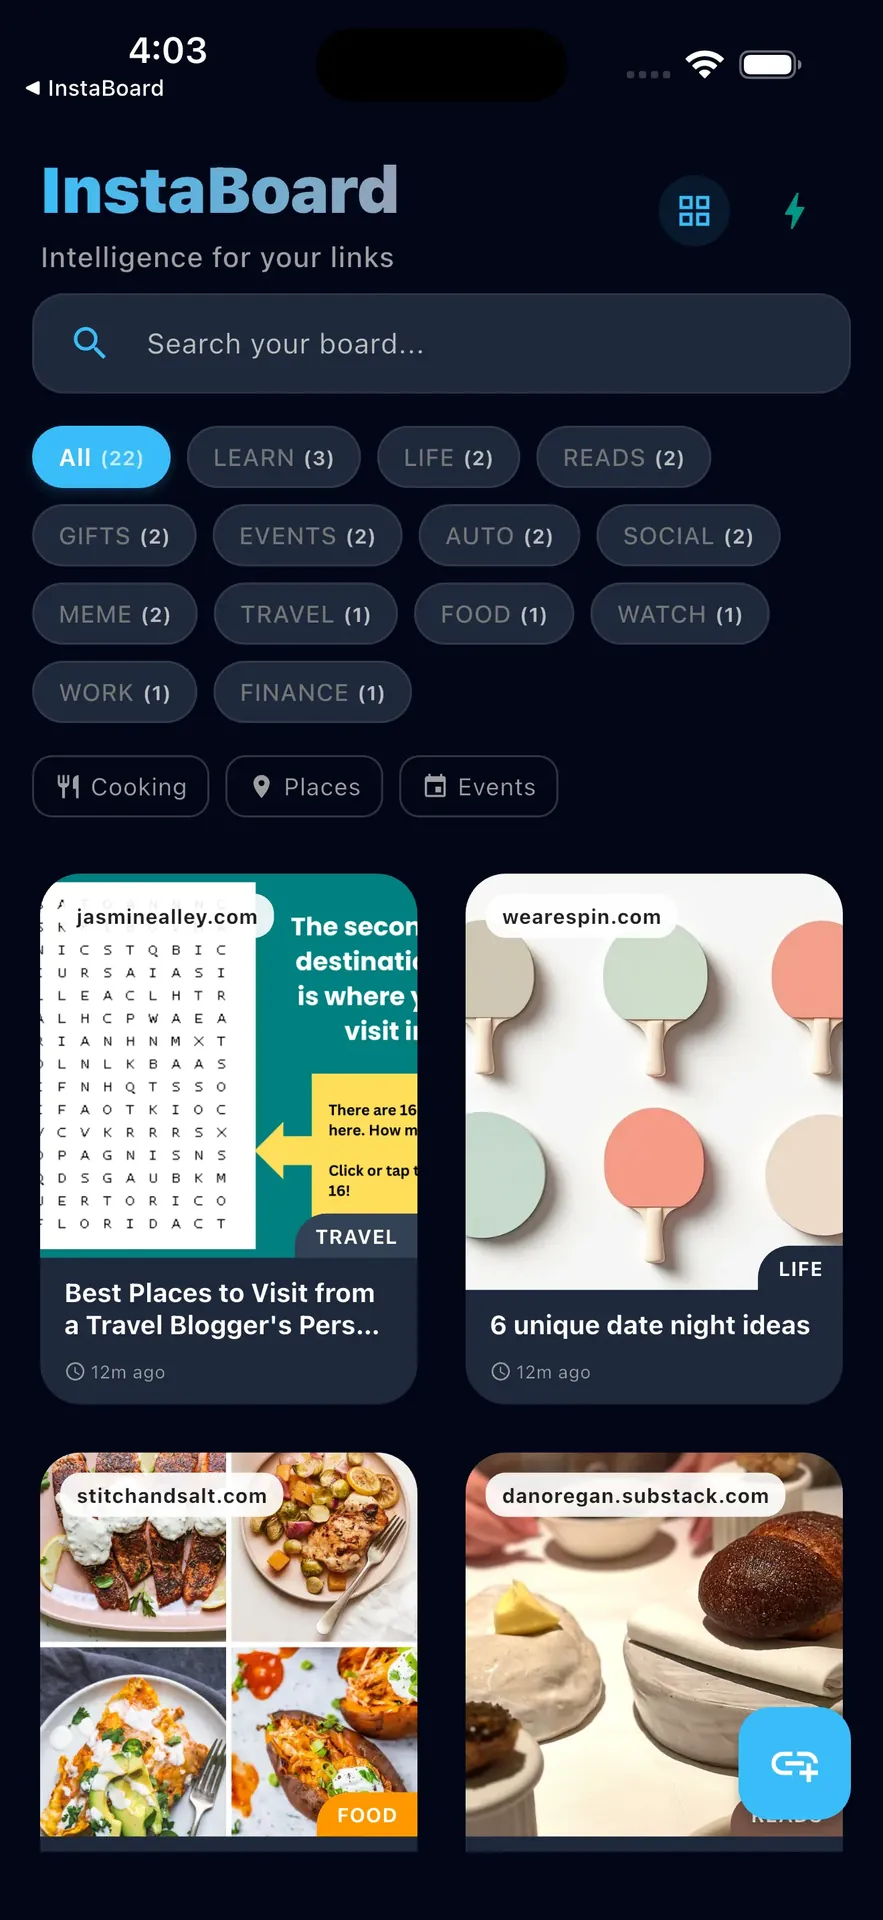 4:03
◀ InstaBoard
InstaBoard
Intelligence for your links
Search your board...
All (22)
LEARN (3)
LIFE (2)
READS (2)
GIFTS (2)
EVENTS (2)
AUTO (2)
SOCIAL (2)
MEME (2)
TRAVEL (1)
FOOD (1)
WATCH (1)
WORK (1)
FINANCE (1)
Cooking
Places
Events
jasminealley.com
I C S T Q B I C
U R S A I A S I
L E A C L H T R
L H C P W A E A
I A N H N M X T
L N L K B A A S
F N H Q T S S O
F A O T K I O C
C V K R R R S X
P A G N I S N S
D S G A U B K M
E R T O R I C O
L O R I D A C T
The secon
destinatio
is where y
visit in
There are 16
here. How m
Click or tap t
16!
TRAVEL
Best Places to Visit from
a Travel Blogger's Pers...
12m ago
wearespin.com
LIFE
6 unique date night ideas
12m ago
stitchandsalt.com
FOOD
danoregan.substack.com
READS